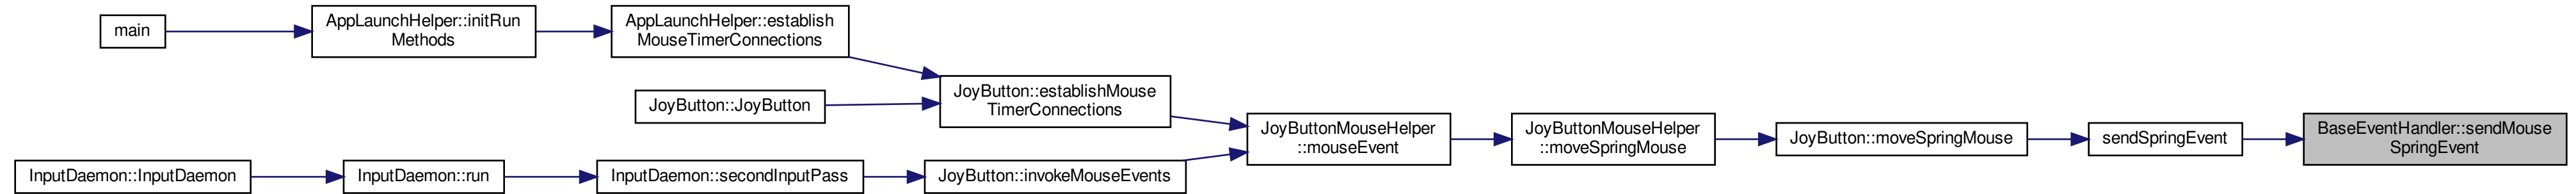 main
AppLaunchHelper::initRun
Methods
AppLaunchHelper::establish
MouseTimerConnections
JoyButton::JoyButton
JoyButton::establishMouse
TimerConnections
InputDaemon::InputDaemon
InputDaemon::run
InputDaemon::secondInputPass
JoyButton::invokeMouseEvents
JoyButtonMouseHelper
::mouseEvent
JoyButtonMouseHelper
::moveSpringMouse
JoyButton::moveSpringMouse
sendSpringEvent
BaseEventHandler::sendMouse
SpringEvent